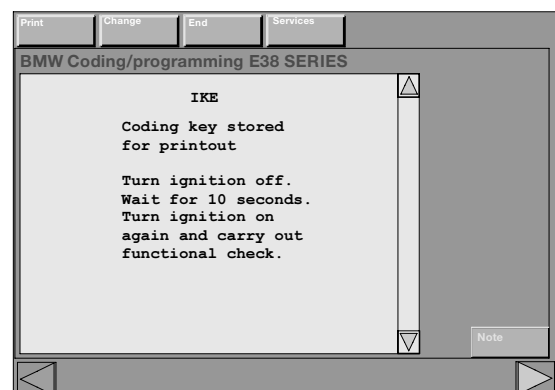 Print
Change
End
Services
BMW Coding/programming E38 SERIES
IKE
Coding key stored
for printout
Turn ignition off.
Wait for 10 seconds.
Turn ignition on
again and carry out
functional check.
Note